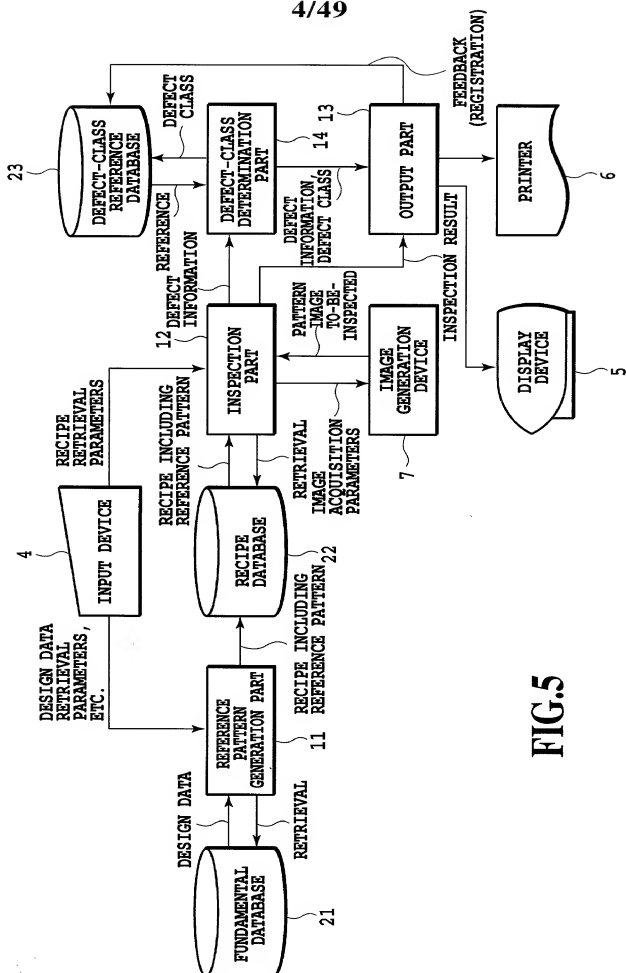 4/49
DESIGN DATA
RETRIEVAL
PARAMETERS,
ETC.
4
INPUT DEVICE
RECIPE
RETRIEVAL
PARAMETERS
FUNDAMENTAL
DATABASE
21
DESIGN DATA
RETRIEVAL
REFERENCE
PATTERN
GENERATION PART
11
RECIPE INCLUDING
REFERENCE PATTERN
RECIPE
DATABASE
22
RECIPE INCLUDING
REFERENCE PATTERN
RETRIEVAL
12
INSPECTION
PART
IMAGE
ACQUISITION
PARAMETERS
PATTERN
IMAGE
TO-BE-
INSPECTED
IMAGE
GENERATION
DEVICE
7
DEFECT
INFORMATION
23
DEFECT-CLASS
REFERENCE
DATABASE
REFERENCE
DEFECT
CLASS
DEFECT-CLASS
DETERMINATION
PART
14
DEFECT
INFORMATION
DEFECT CLASS
13
OUTPUT PART
INSPECTION RESULT
FEEDBACK
(REGISTRATION)
DISPLAY
DEVICE
5
PRINTER
6
FIG.5